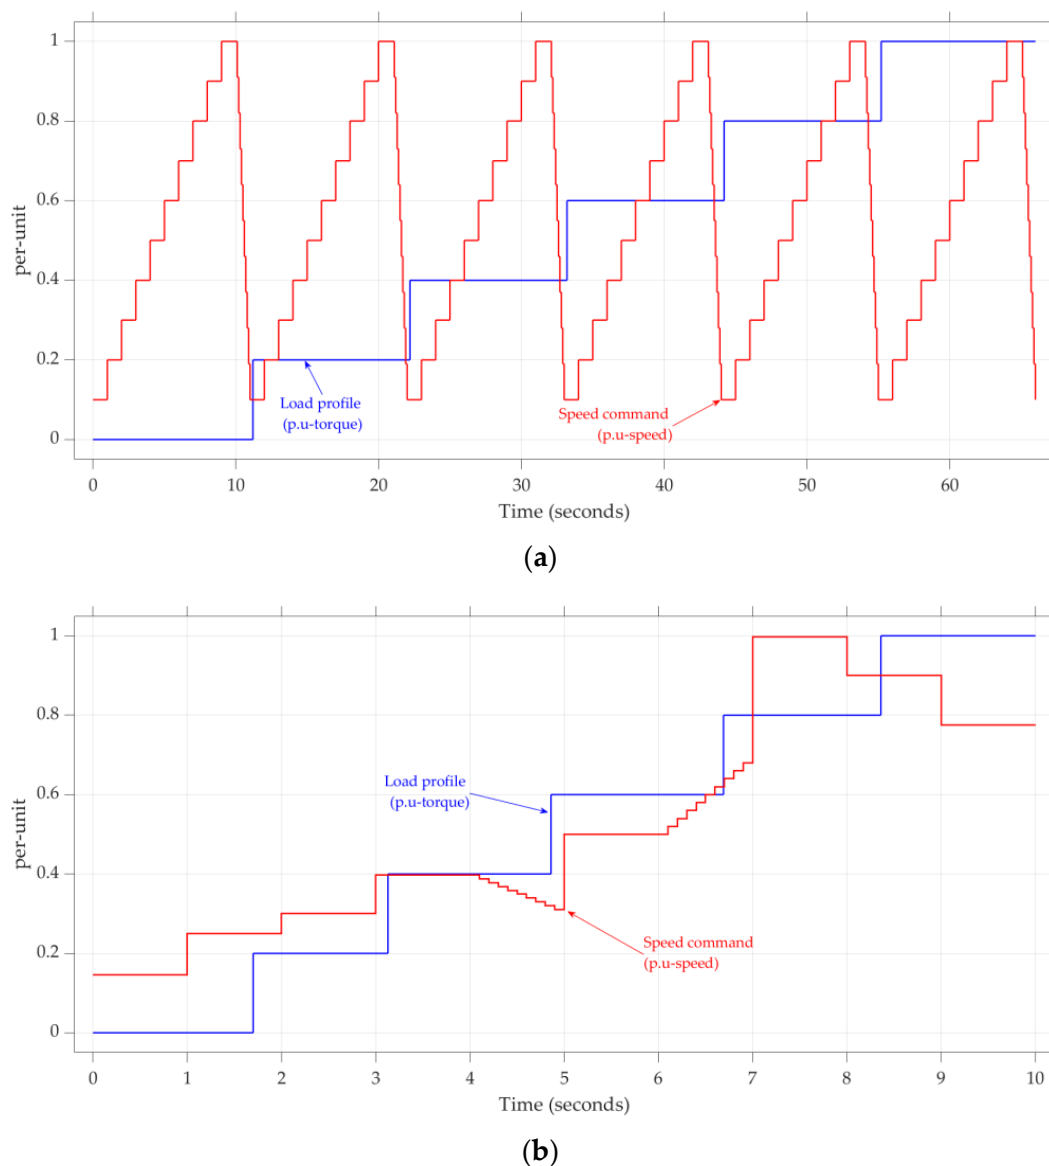 1
0.8
0.6
0.4
0.2
0
per-unit
Load profile
(p.u-torque)
Speed command
(p.u-speed)
0 10 20 30 40 50 60
Time (seconds)
(a)
1
0.8
0.6
0.4
0.2
0
per-unit
Load profile
(p.u-torque)
Speed command
(p.u-speed)
0 1 2 3 4 5 6 7 8 9 10
Time (seconds)
(b)